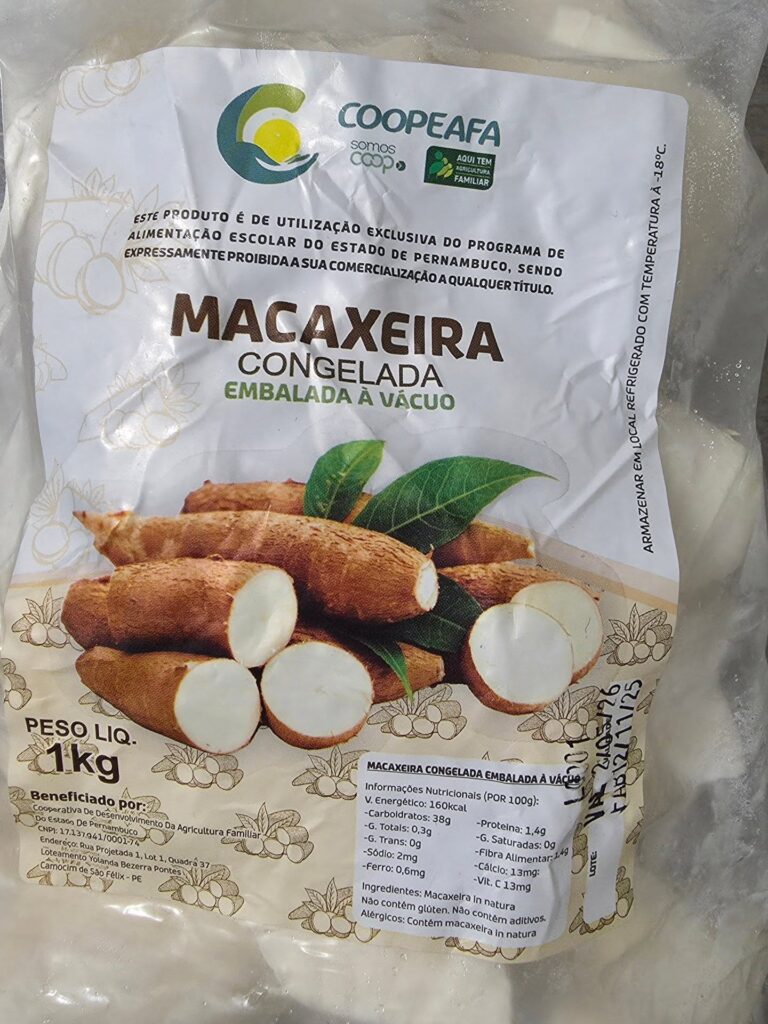 COOPEAFA
somos
coop
AQUI TEM
AGRICULTURA
FAMILIAR
ESTE PRODUTO É DE UTILIZAÇÃO EXCLUSIVA DO PROGRAMA DE
ALIMENTAÇÃO ESCOLAR DO ESTADO DE PERNAMBUCO, SENDO
EXPRESSAMENTE PROIBIDA A SUA COMERCIALIZAÇÃO A QUALQUER TÍTULO.
MACAXEIRA
CONGELADA
EMBALADA À VÁCUO
ARMAZENAR EM LOCAL REFRIGERADO COM TEMPERATURA À -18°C.
PESO LIQ.
1kg
Beneficiado por:
Cooperativa de Desenvolvimento Da Agricultura Familiar
Do Estado De Pernambuco
CNPJ: 17.137.941/0001-74
Endereço: Rua Projetada 1, Lot 1, Quadra 37
Loteamento Yolanda Bezerra Pontes
Camocim de São Félix - PE
MACAXEIRA CONGELADA EMBALADA À VÁCUO
Informações Nutricionais (POR 100g):
V. Energético: 160kcal
-Carboidratos: 38g
-G. Totais: 0,3g
-G. Trans: 0g
-Sódio: 2mg
-Ferro: 0,6mg
-Proteína: 1,4g
-G. Saturadas: 0g
-Fibra Alimentar: 1,4g
-Cálcio: 13mg:
-Vit. C 13mg
Ingredientes: Macaxeira In natura
Não contém glúten. Não contém aditivos.
Alérgicos: Contém macaxeira in natura
LOTE:
FAB12/11/25